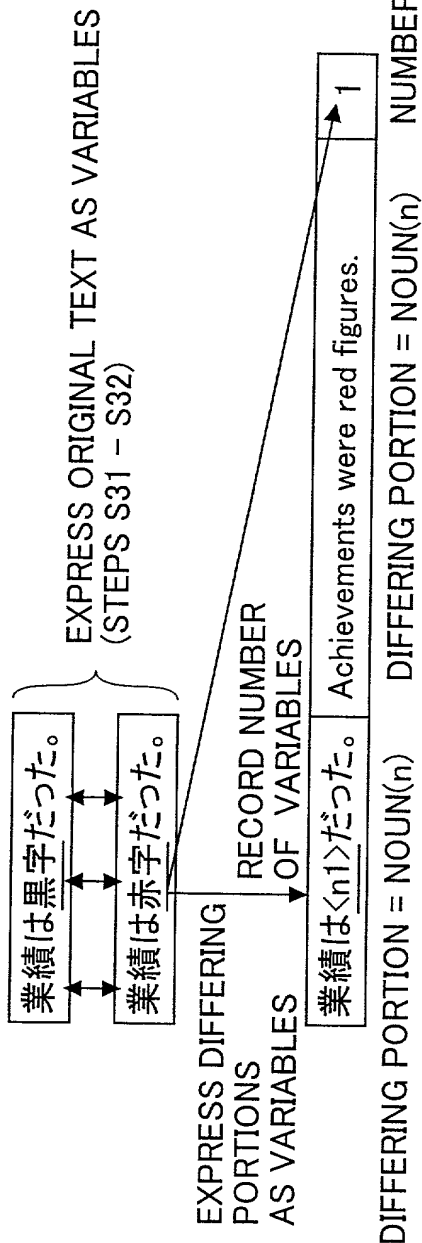 業績は黒字だった。
業績は赤字だった。
EXPRESS ORIGINAL TEXT AS VARIABLES
(STEPS S31 – S32)
EXPRESS DIFFERING
PORTIONS
AS VARIABLES
RECORD NUMBER
OF VARIABLES
業績は<n1>だった。
Achievements were red figures.
1
DIFFERING PORTION = NOUN(n)
DIFFERING PORTION = NOUN(n)
NUMBER